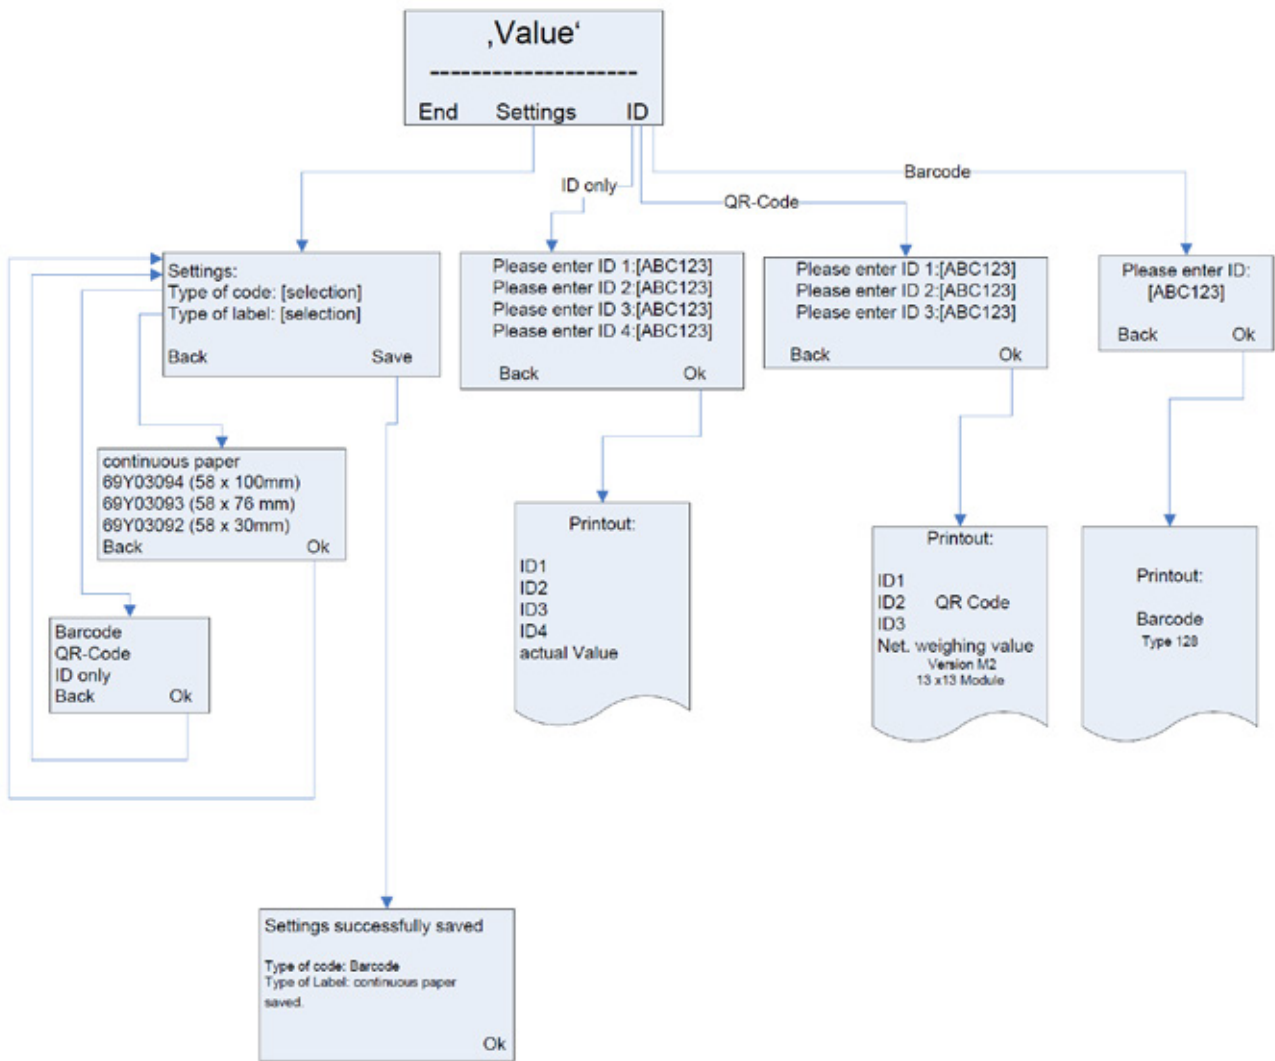 ‚Value‘
--------------------
End Settings ID
ID only
QR-Code
Barcode
Settings:
Type of code: [selection]
Type of label: [selection]
Back Save
Please enter ID 1:[ABC123]
Please enter ID 2:[ABC123]
Please enter ID 3:[ABC123]
Please enter ID 4:[ABC123]
Back Ok
Please enter ID 1:[ABC123]
Please enter ID 2:[ABC123]
Please enter ID 3:[ABC123]
Back Ok
Please enter ID:
[ABC123]
Back Ok
continuous paper
69Y03094 (58 x 100mm)
69Y03093 (58 x 76 mm)
69Y03092 (58 x 30mm)
Back Ok
Barcode
QR-Code
ID only
Back Ok
Printout:
ID1
ID2
ID3
ID4
actual Value
Printout:
ID1
ID2 QR Code
ID3
Net. weighing value
Version M2
13 x13 Module
Printout:
Barcode
Type 128
Settings successfully saved
Type of code: Barcode
Type of Label: continuous paper
saved.
Ok